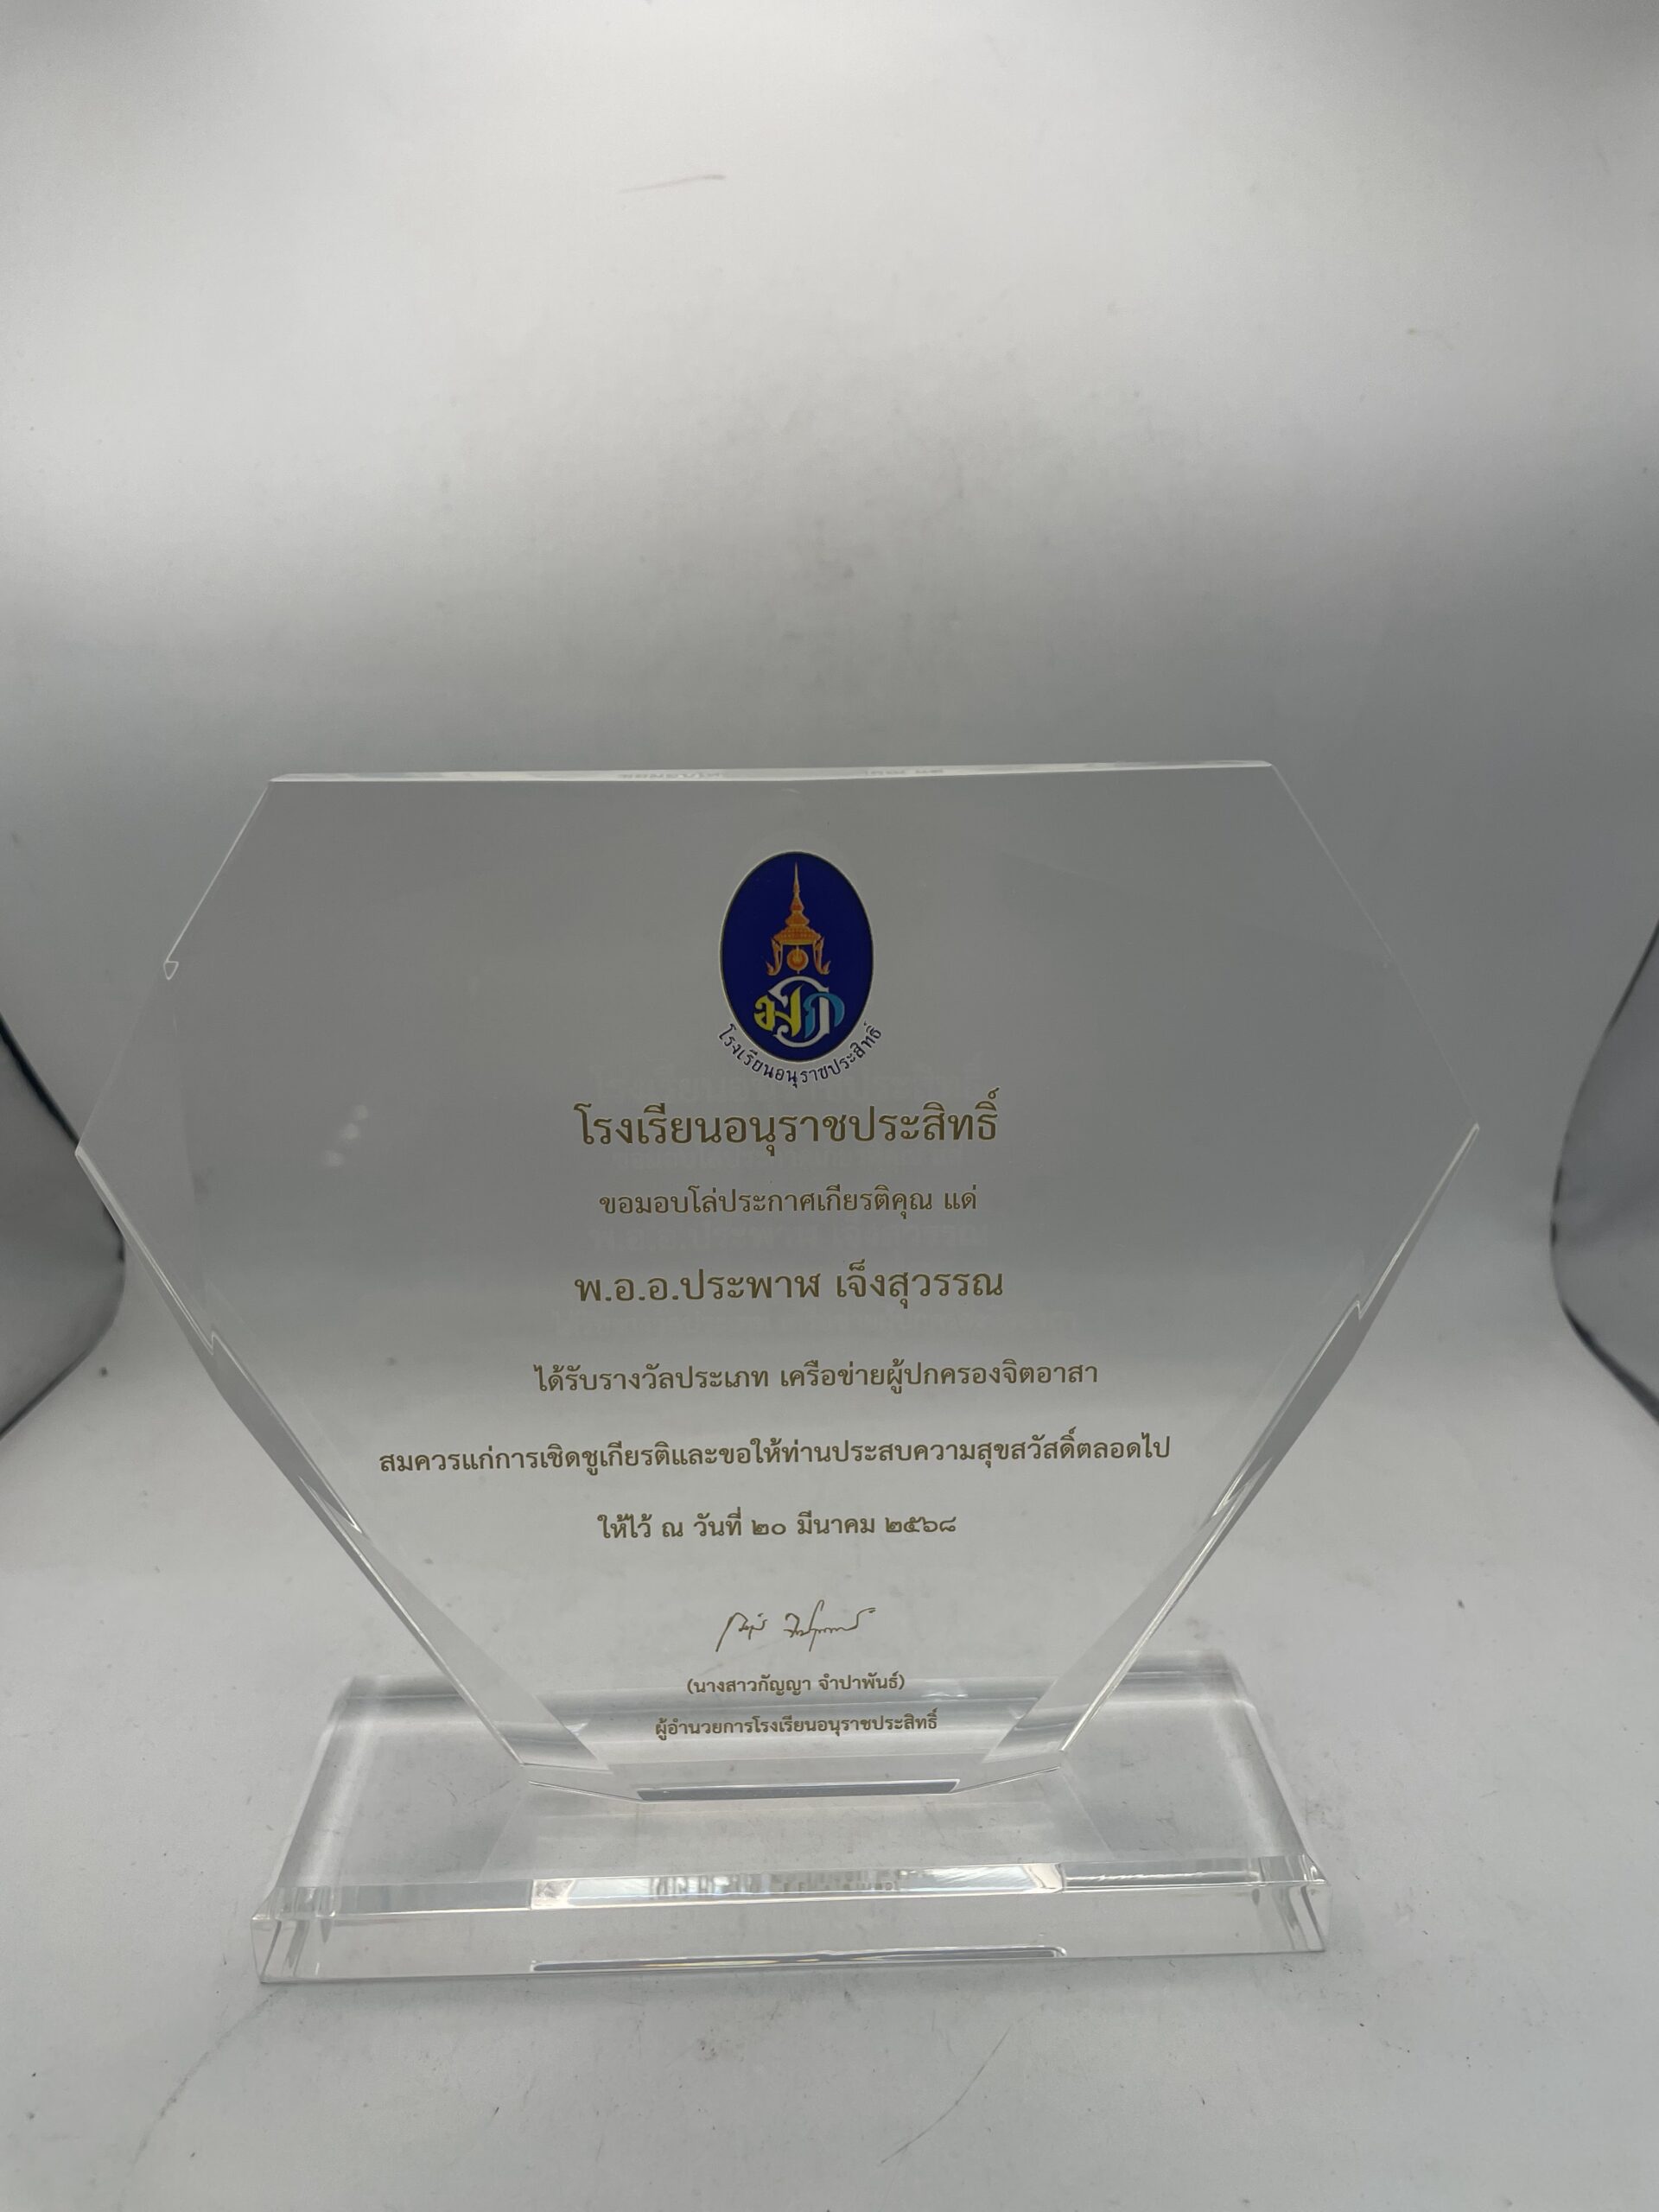 โรงเรียนอนุราชประสิทธิ์
โรงเรียนอนุราชประสิทธิ์
ขอมอบโล่ประกาศเกียรติคุณ แด่
พ.อ.อ.ประพาฬ เจ็งสุวรรณ
ได้รับรางวัลประเภท เครือข่ายผู้ปกครองจิตอาสา
สมควรแก่การเชิดชูเกียรติและขอให้ท่านประสบความสุขสวัสดิ์ตลอดไป
ให้ไว้ ณ วันที่ ๒๐ มีนาคม ๒๕๖๘
(นางสาวกัญญา จำปาพันธ์)
ผู้อำนวยการโรงเรียนอนุราชประสิทธิ์